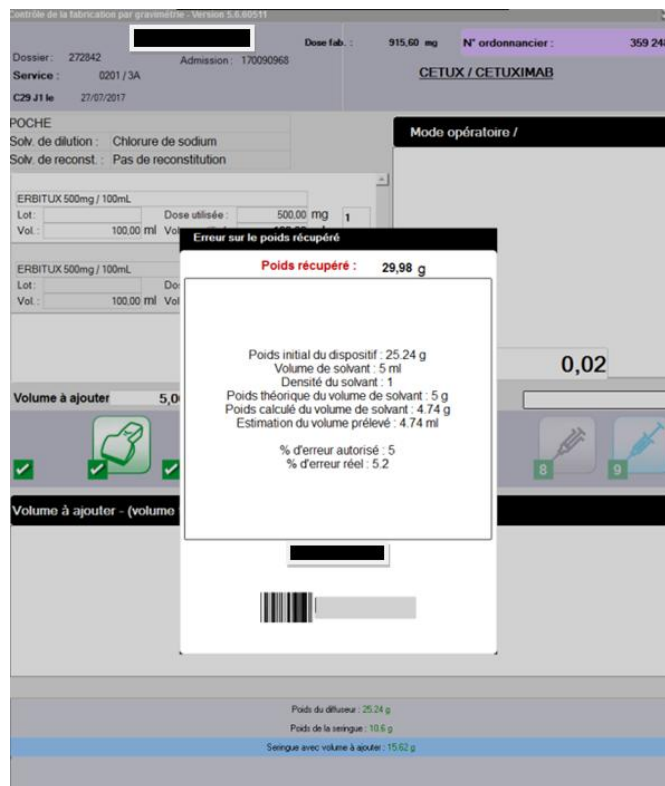 Contrôle de la fabrication par gravimétrie - Version 5.0.60511
Dose fab. : 915,60 mg N° ordonnancier : 359 248
Dossier: 272842 Admission : 170090968
Service : 0201 / 3A CETUX / CETUXIMAB
C29 J1 le 27/07/2017
POCHE
Solv. de dilution : Chlorure de sodium
Solv. de reconst. : Pas de reconstitution
Mode opératoire /
ERBITUX 500mg / 100mL
Lot: Dose utilisée : 500,00 mg 1
Vol. : 100,00 ml
ERBITUX 500mg / 100mL
Lot:
Vol. : 100,00 ml
Erreur sur le poids récupéré
Poids récupéré : 29,98 g
Poids initial du dispositif : 25.24 g
Volume de solvant : 5 ml
Densité du solvant : 1
Poids théorique du volume de solvant : 5 g
Poids calculé du volume de solvant : 4.74 g
Estimation du volume prélevé : 4.74 ml
% d'erreur autorisé : 5
% d'erreur réel : 5.2
0,02
Volume à ajouter
8 9
Volume à ajouter - (volume
Poids du diffuseur : 25.24 g
Poids de la seringue : 10.6 g
Seringue avec volume à ajouter : 15.62 g